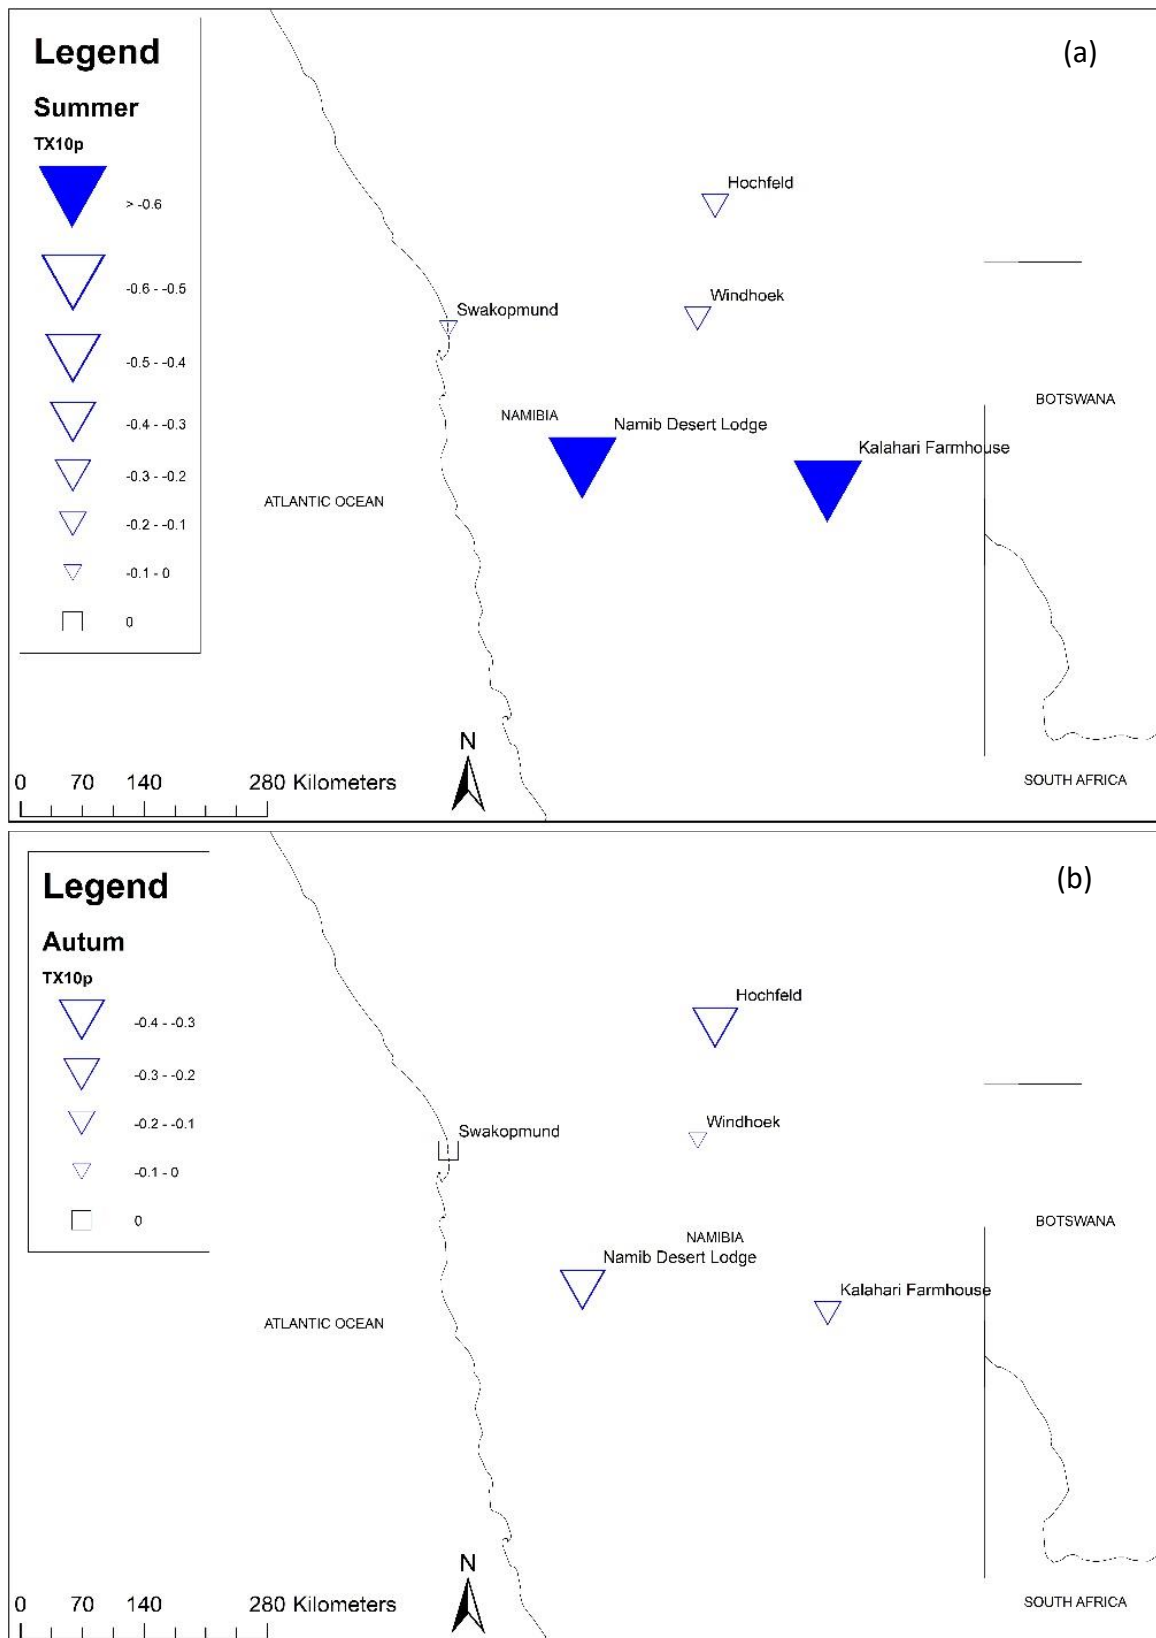 Legend
Summer
TX10p
> -0.6
-0.6 - -0.5
-0.5 - -0.4
-0.4 - -0.3
-0.3 - -0.2
-0.2 - -0.1
-0.1 - 0
0
(a)
Hochfeld
Windhoek
Swakopmund
BOTSWANA
NAMIBIA
Namib Desert Lodge
Kalahari Farmhouse
ATLANTIC OCEAN
N
SOUTH AFRICA
0 70 140 280 Kilometers
Legend
Autum
TX10p
-0.4 - -0.3
-0.3 - -0.2
-0.2 - -0.1
-0.1 - 0
0
(b)
Hochfeld
Windhoek
Swakopmund
BOTSWANA
NAMIBIA
Namib Desert Lodge
Kalahari Farmhouse
ATLANTIC OCEAN
N
SOUTH AFRICA
0 70 140 280 Kilometers